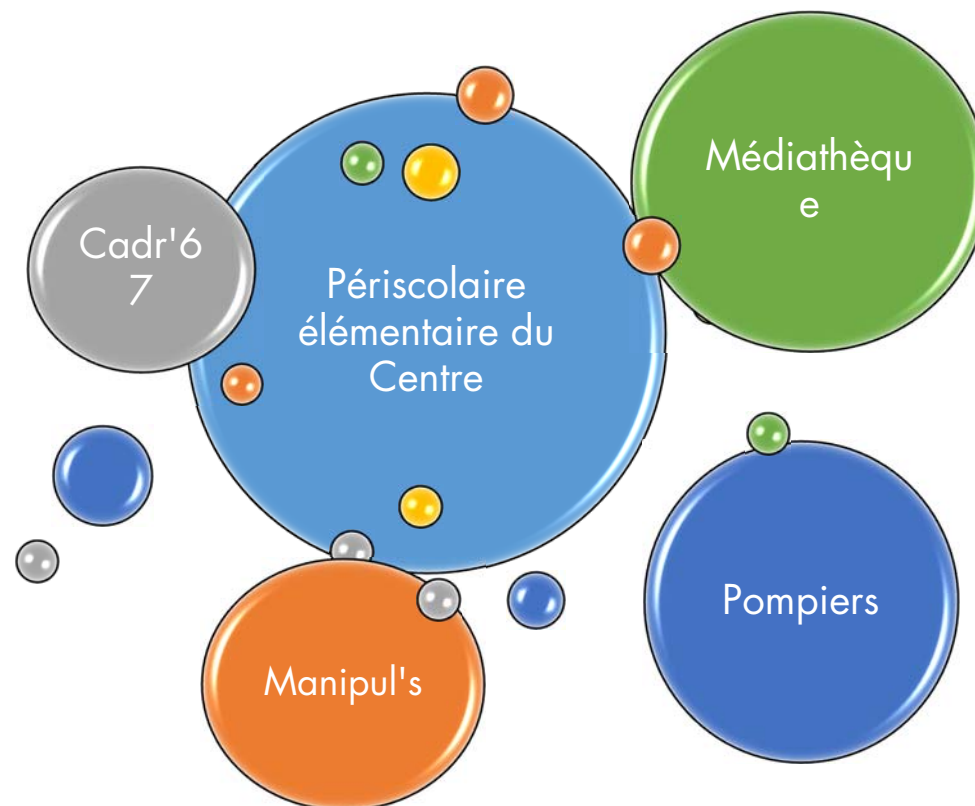 Médiathèqu
e
Cadr'6
7
Périscolaire
élémentaire du
Centre
Pompiers
Manipul's